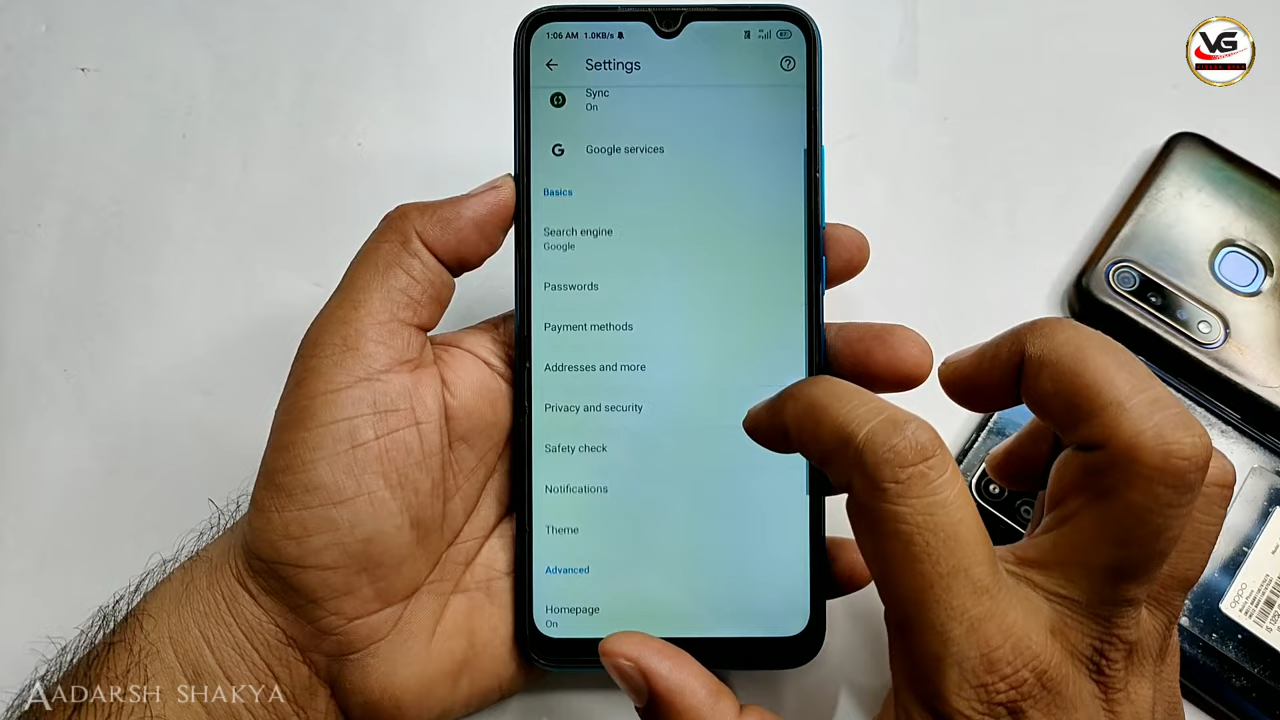 1:06 AM 1.0KB/s
67
Settings
Sync
On
Google services
Basics
Search engine
Google
Passwords
Payment methods
Addresses and more
Privacy and security
Safety check
Notifications
Theme
Advanced
Homepage
On
VG
oppo
AADARSH SHAKYA